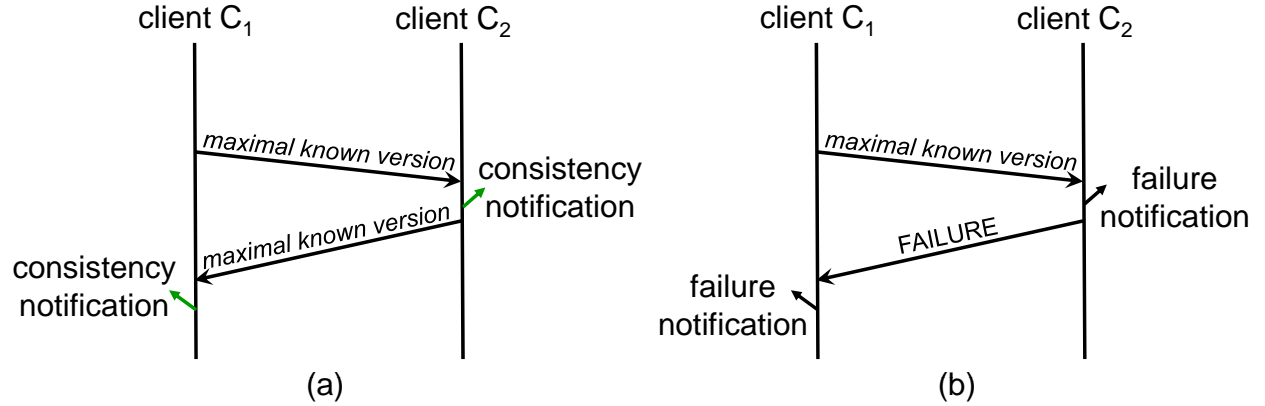 client C₁
client C₂
maximal known version
consistency
notification
maximal known version
consistency
notification
(a)
client C₁
client C₂
maximal known version
failure
notification
FAILURE
failure
notification
(b)